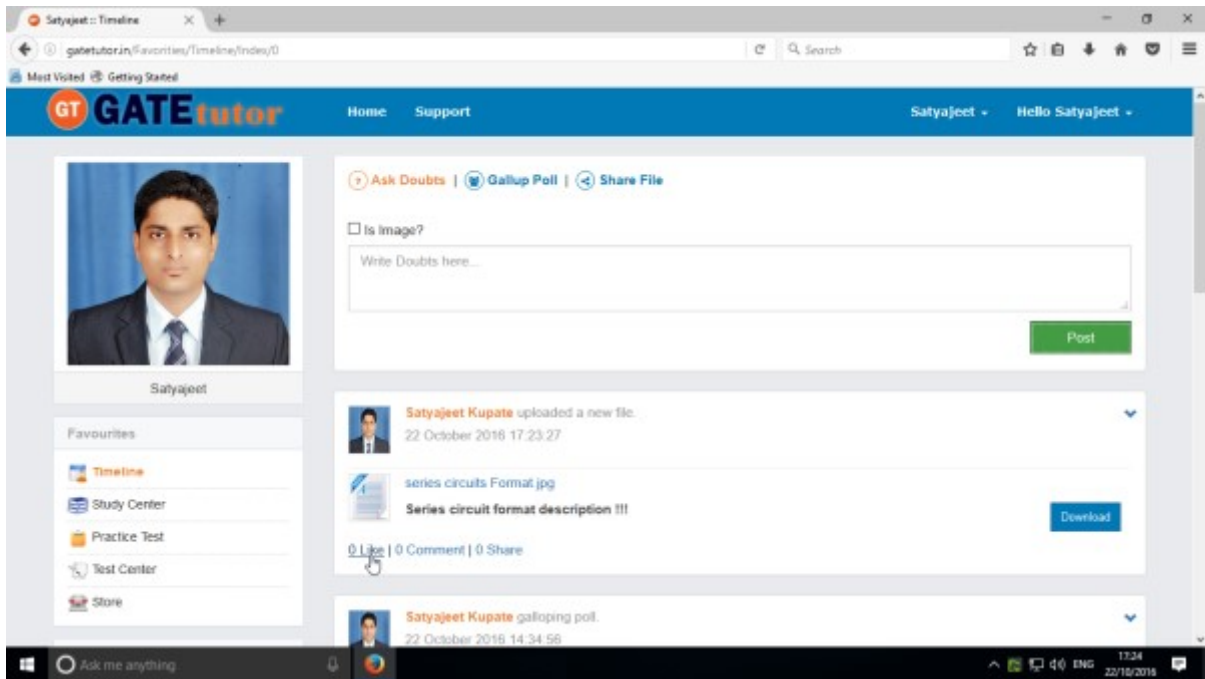 Satyajeet :: Timeline
gatetutor.in/Favorities/Timeline/Index/0
Search
Most Visited
Getting Started
GT GATEtutor
Home
Support
Satyajeet
Hello Satyajeet
Ask Doubts | Gallup Poll | Share File
Is Image?
Write Doubts here...
Post
Satyajeet
Favourites
Timeline
Study Center
Practice Test
Test Center
Store
Satyajeet Kupate uploaded a new file.
22 October 2016 17:23:27
series circuits Format.jpg
Series circuit format description !!!
Download
0 Like | 0 Comment | 0 Share
Satyajeet Kupate galloping poll.
22 October 2016 14:34:56
Ask me anything
ENG
17:24
22/10/2016